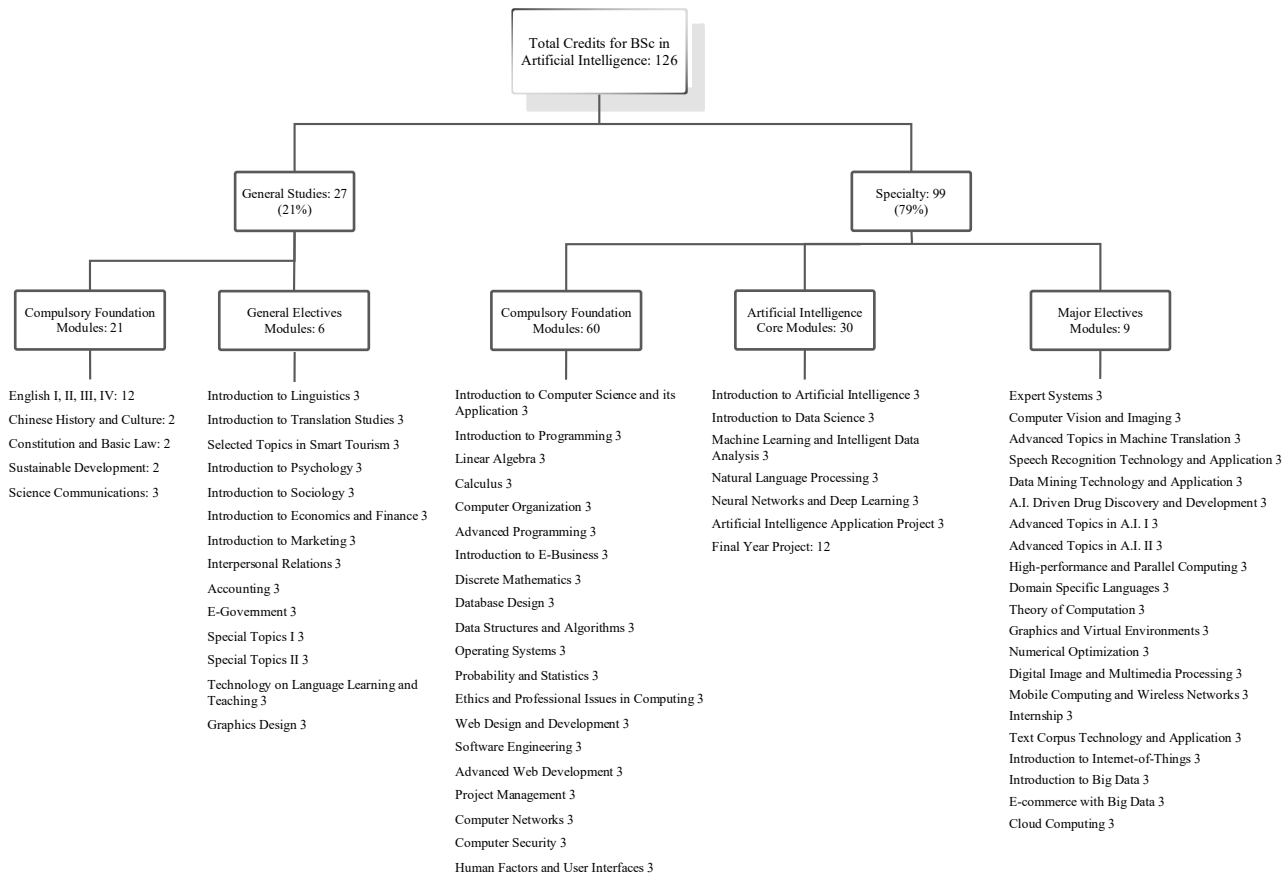 Total Credits for BSc in
Artificial Intelligence: 126
General Studies: 27
(21%)
Specialty: 99
(79%)
Compulsory Foundation
Modules: 21
General Electives
Modules: 6
Compulsory Foundation
Modules: 60
Artificial Intelligence
Core Modules: 30
Major Electives
Modules: 9
English I, II, III, IV: 12
Chinese History and Culture: 2
Constitution and Basic Law: 2
Sustainable Development: 2
Science Communications: 3
Introduction to Linguistics 3
Introduction to Translation Studies 3
Selected Topics in Smart Tourism 3
Introduction to Psychology 3
Introduction to Sociology 3
Introduction to Economics and Finance 3
Introduction to Marketing 3
Interpersonal Relations 3
Accounting 3
E-Government 3
Special Topics I 3
Special Topics II 3
Technology on Language Learning and
Teaching 3
Graphics Design 3
Introduction to Computer Science and its
Application 3
Introduction to Programming 3
Linear Algebra 3
Calculus 3
Computer Organization 3
Advanced Programming 3
Introduction to E-Business 3
Discrete Mathematics 3
Database Design 3
Data Structures and Algorithms 3
Operating Systems 3
Probability and Statistics 3
Ethics and Professional Issues in Computing 3
Web Design and Development 3
Software Engineering 3
Advanced Web Development 3
Project Management 3
Computer Networks 3
Computer Security 3
Human Factors and User Interfaces 3
Introduction to Artificial Intelligence 3
Introduction to Data Science 3
Machine Learning and Intelligent Data
Analysis 3
Natural Language Processing 3
Neural Networks and Deep Learning 3
Artificial Intelligence Application Project 3
Final Year Project: 12
Expert Systems 3
Computer Vision and Imaging 3
Advanced Topics in Machine Translation 3
Speech Recognition Technology and Application 3
Data Mining Technology and Application 3
A.I. Driven Drug Discovery and Development 3
Advanced Topics in A.I. I 3
Advanced Topics in A.I. II 3
High-performance and Parallel Computing 3
Domain Specific Languages 3
Theory of Computation 3
Graphics and Virtual Environments 3
Numerical Optimization 3
Digital Image and Multimedia Processing 3
Mobile Computing and Wireless Networks 3
Internship 3
Text Corpus Technology and Application 3
Introduction to Internet-of-Things 3
Introduction to Big Data 3
E-commerce with Big Data 3
Cloud Computing 3